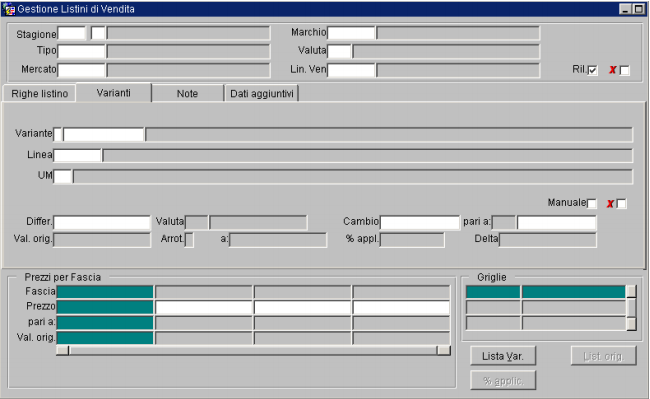 Gestione Listini di Vendita
Stagione Marchio
Tipo Valuta
Mercato Lin. Ven Ril. x
Righe listino Varianti Note Dati aggiuntivi
Variante
Linea
UM
Manuale x
Differ. Valuta Cambio pari a:
Val. orig. Arrot. a: % appl. Delta
Prezzi per Fascia Griglie
Fascia
Prezzo
pari a:
Val. orig.
Lista Var. List. orig.
% applic.